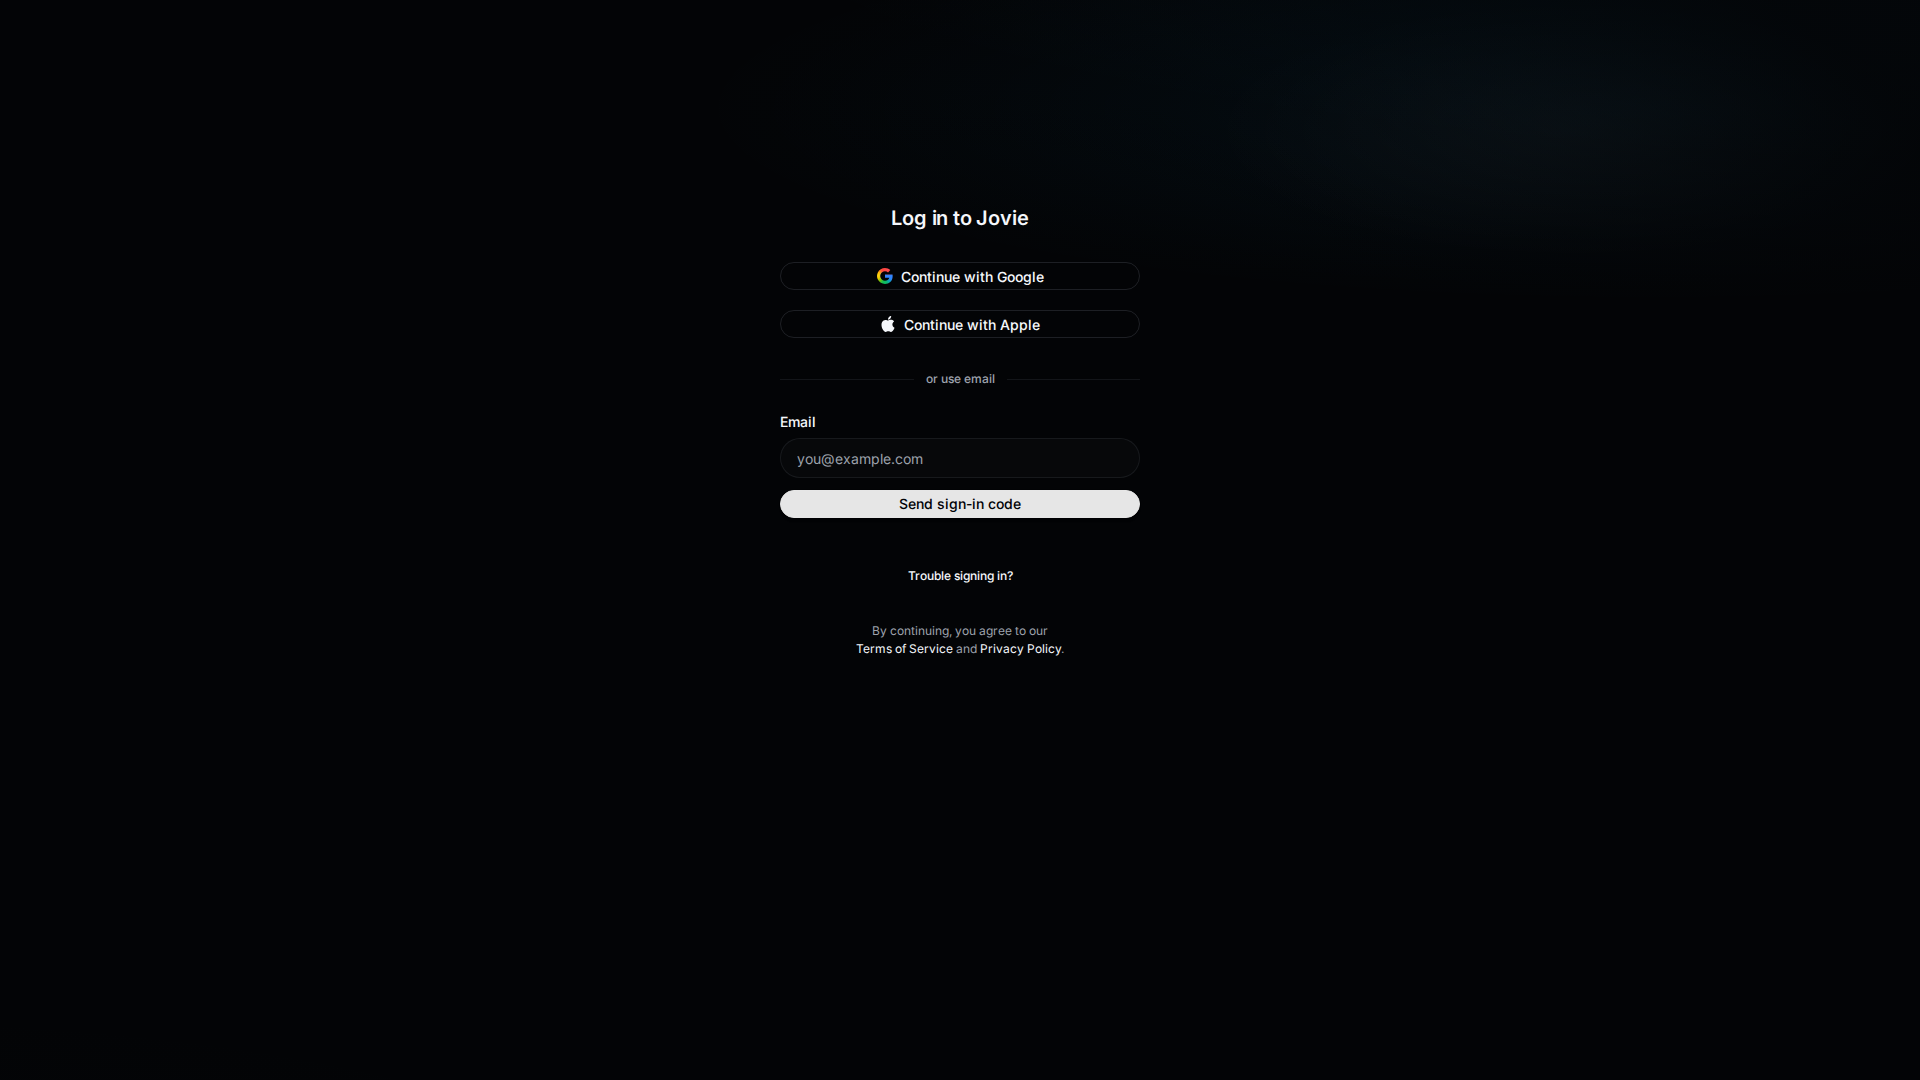 Log in to Jovie
Continue with Google
Continue with Apple
or use email
Email
you@example.com
Send sign-in code
Trouble signing in?
By continuing, you agree to our
Terms of Service and Privacy Policy.